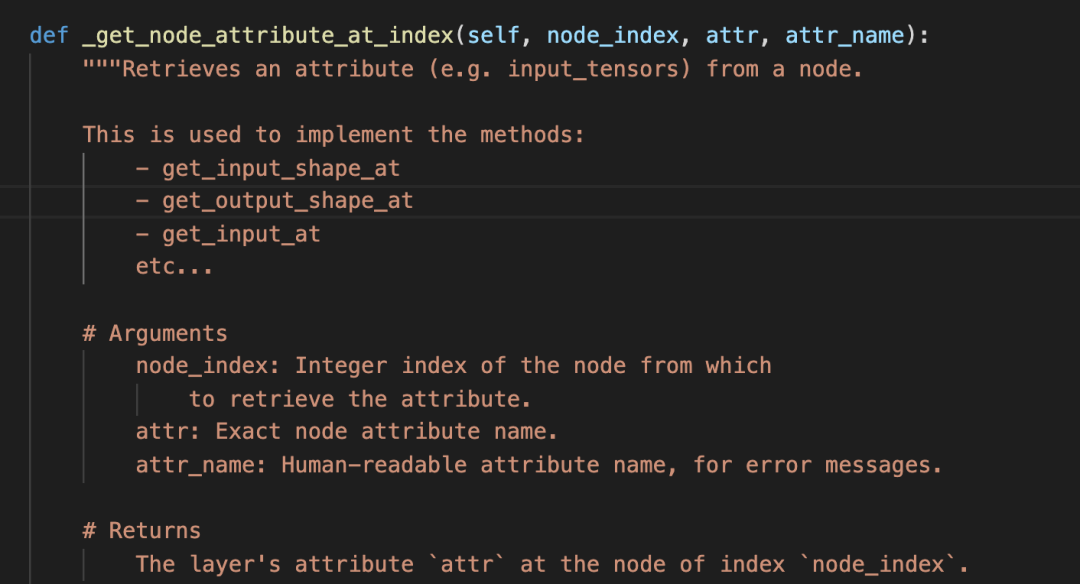 def _get_node_attribute_at_index(self, node_index, attr, attr_name):
"""Retrieves an attribute (e.g. input_tensors) from a node.
This is used to implement the methods:
- get_input_shape_at
- get_output_shape_at
- get_input_at
etc...
# Arguments
node_index: Integer index of the node from which
to retrieve the attribute.
attr: Exact node attribute name.
attr_name: Human-readable attribute name, for error messages.
# Returns
The layer's attribute `attr` at the node of index `node_index`.